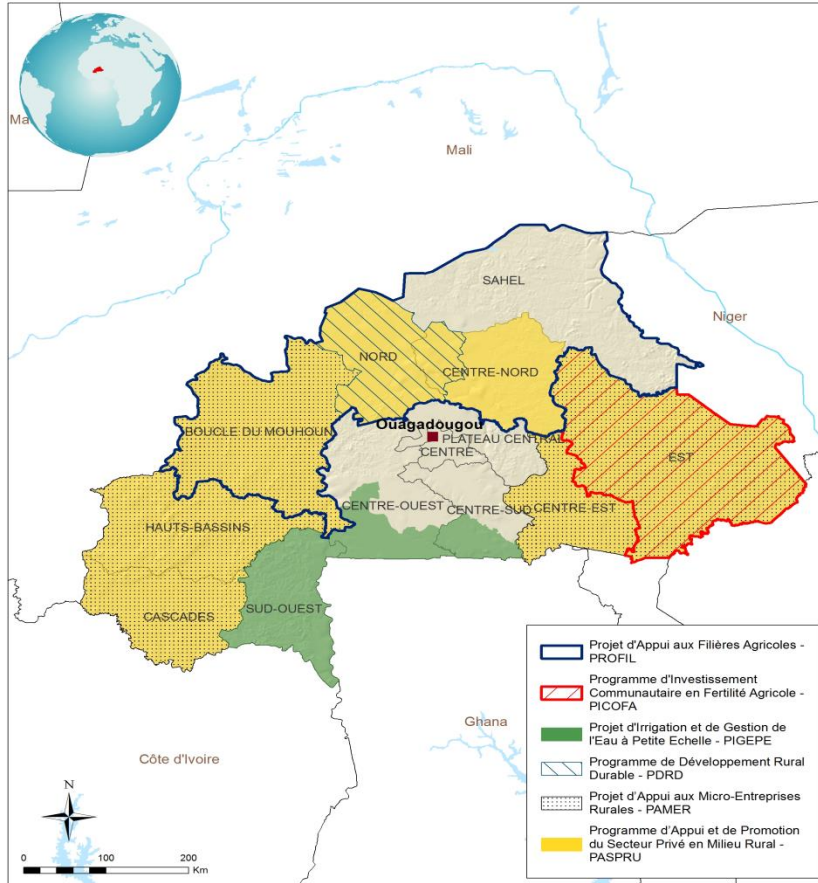 Ma
Mali
SAHEL
Niger
NORD
CENTRE-NORD
Ouagadougou
BOUCLE DU MOUHOUN
PLATEAU CENTRAL
CENTRE
EST
CENTRE-OUEST
CENTRE-SUD
CENTRE-EST
HAUTS-BASSINS
CASCADES
SUD-OUEST
Ghana
Côte d'Ivoire
N
0 50 100 200
Km
Projet d'Appui aux Filières Agricoles -
PROFIL
Programme d'Investissement
Communautaire en Fertilité Agricole -
PICOFA
Projet d'Irrigation et de Gestion de
l'Eau à Petite Echelle - PIGEPE
Programme de Développement Rural
Durable - PDRD
Projet d'Appui aux Micro-Entreprises
Rurales - PAMER
Programme d'Appui et de Promotion
du Secteur Privé en Milieu Rural -
PASPRU